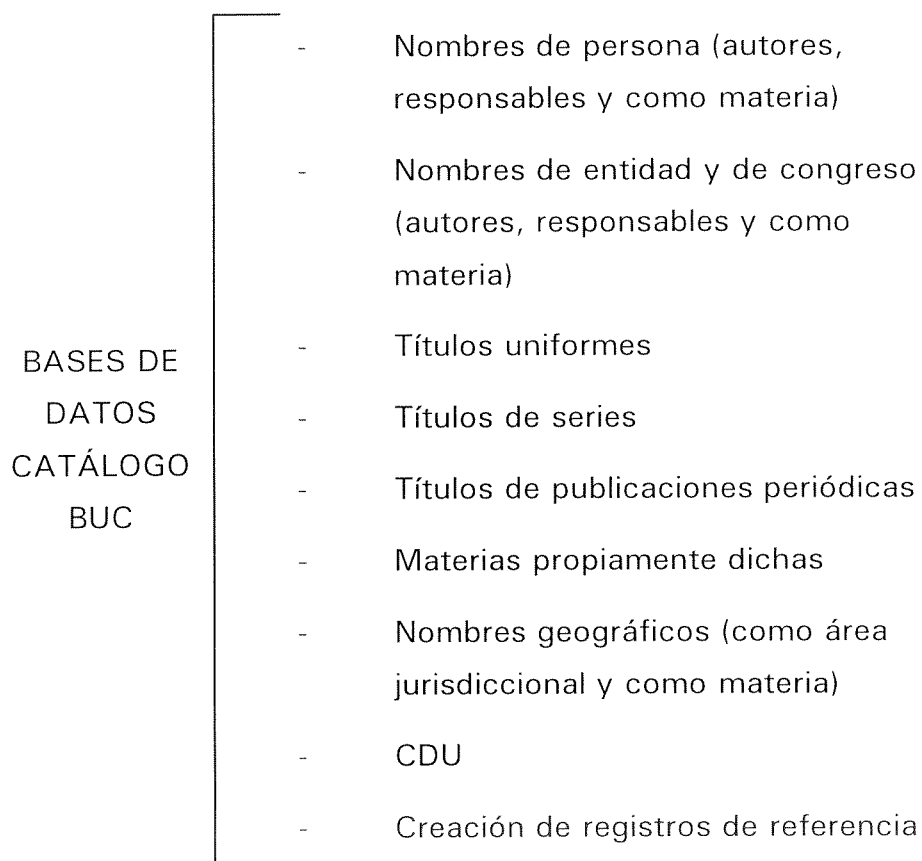 BASES DE
DATOS
CATÁLOGO
BUC
- Nombres de persona (autores,
responsables y como materia)
- Nombres de entidad y de congreso
(autores, responsables y como
materia)
- Títulos uniformes
- Títulos de series
- Títulos de publicaciones periódicas
- Materias propiamente dichas
- Nombres geográficos (como área
jurisdiccional y como materia)
- CDU
- Creación de registros de referencia